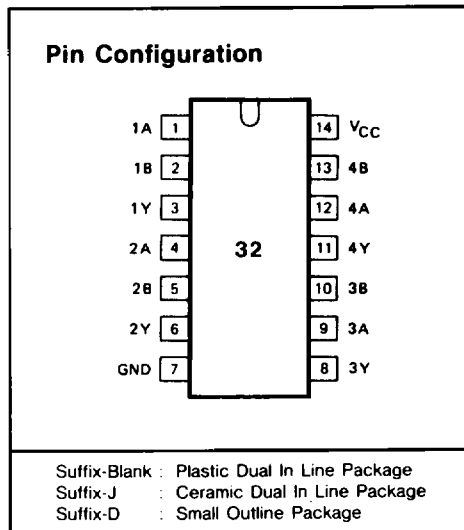 Pin Configuration
1A 1 14 VCC
1B 2 13 4B
1Y 3 12 4A
2A 4 32 11 4Y
2B 5 10 3B
2Y 6 9 3A
GND 7 8 3Y
Suffix-Blank : Plastic Dual In Line Package
Suffix-J : Ceramic Dual In Line Package
Suffix-D : Small Outline Package